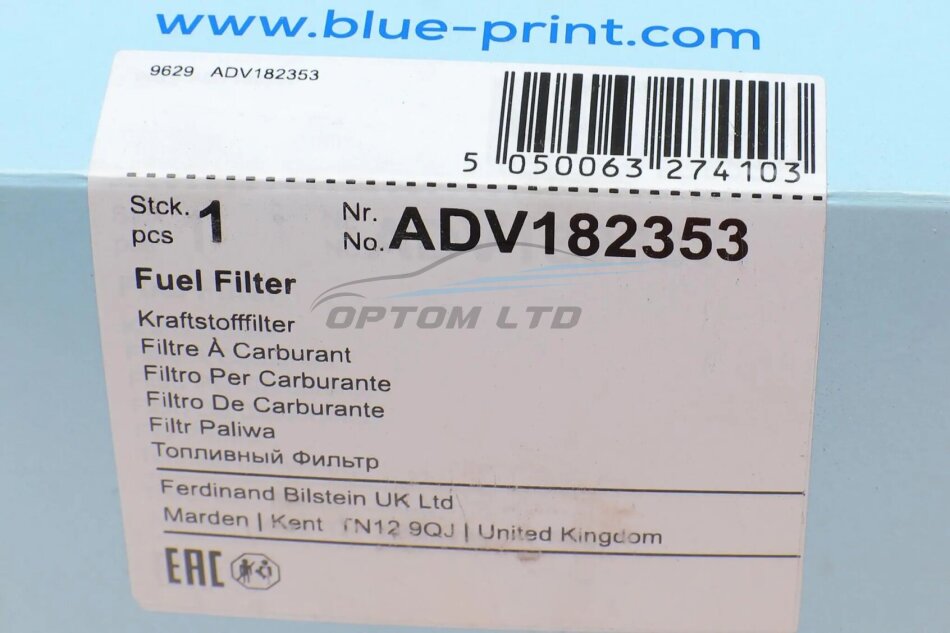 www.blue-print.com
9629 ADV182353
5 050063 274103
Stck. 1 Nr. ADV182353
pcs No.
Fuel Filter
OPTOM LTD
Kraftstofffilter
Filtre À Carburant
Filtro Per Carburante
Filtro De Carburante
Filtr Paliwa
Топливный Фильтр
Ferdinand Bilstein UK Ltd
Marden | Kent TN12 9QJ | United Kingdom
EAC